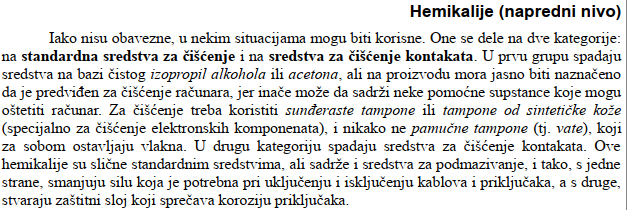 Hemikalije (napredni nivo)
Iako nisu obavezne, u nekim situacijama mogu biti korisne. One se dele na dve kategorije:
na standardna sredstva za čišćenje i na sredstva za čišćenje kontakata. U prvu grupu spadaju
sredstva na bazi čistog izopropil alkohola ili acetona, ali na proizvodu mora jasno biti naznačeno
da je predviđen za čišćenje računara, jer inače može da sadrži neke pomoćne supstance koje mogu
oštetiti računar. Za čišćenje treba koristiti sunđeraste tampone ili tampone od sintetičke kože
(specijalno za čišćenje elektronskih komponenata), i nikako ne pamučne tampone (tj. vate), koji
za sobom ostavljaju vlakna. U drugu kategoriju spadaju sredstva za čišćenje kontakata. Ove
hemikalije su slične standardnim sredstvima, ali sadrže i sredstva za podmazivanje, i tako, s jedne
strane, smanjuju silu koja je potrebna pri uključenju i isključenju kablova i priključaka, a s druge,
stvaraju zaštitni sloj koji sprečava koroziju priključaka.